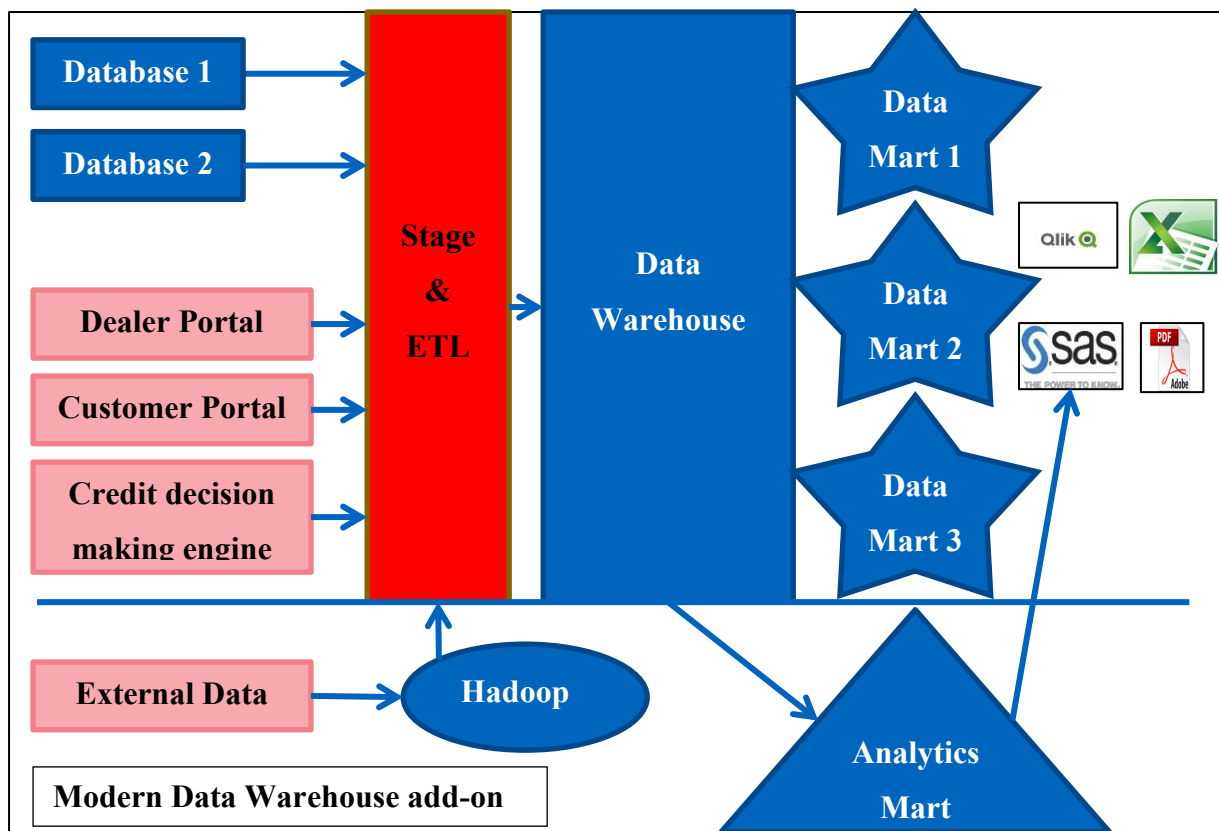 Database 1
Database 2
Dealer Portal
Customer Portal
Credit decision
making engine
Stage
&
ETL
Data
Warehouse
Data
Mart 1
Data
Mart 2
Data
Mart 3
Qlik
X
S.sas
THE POWER TO KNOW.
PDF
Adobe
External Data
Hadoop
Analytics
Mart
Modern Data Warehouse add-on